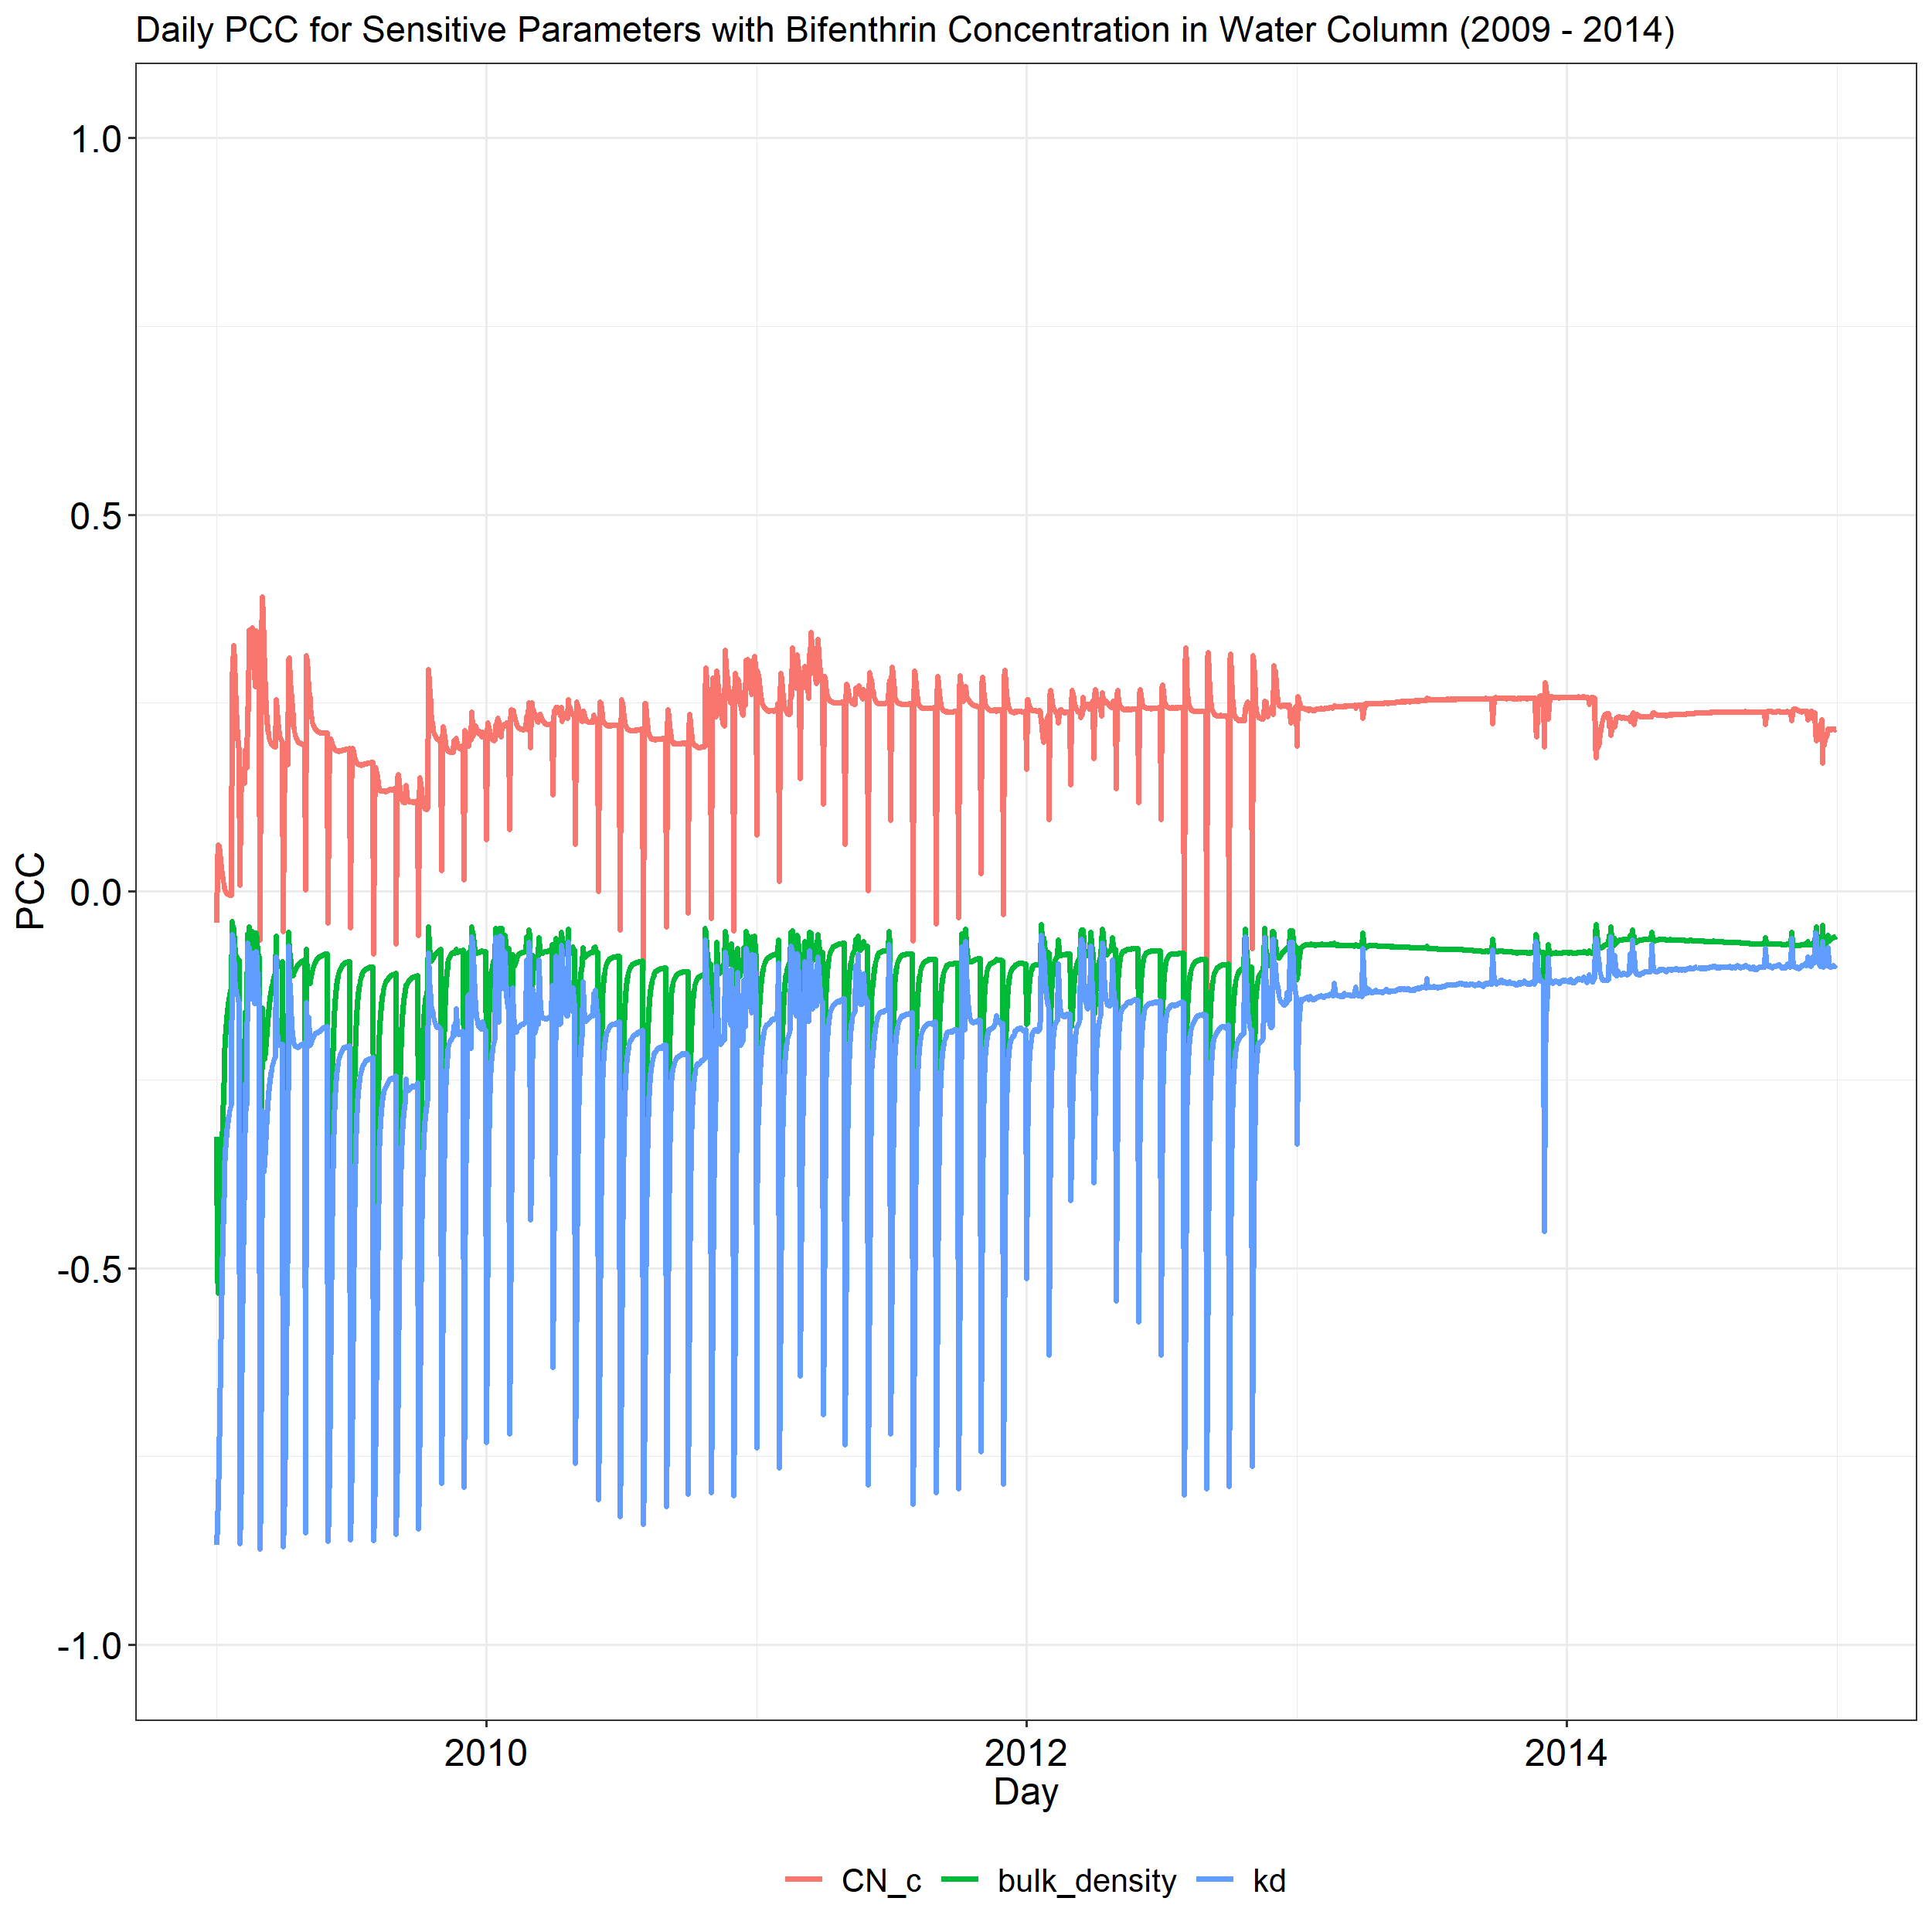 Daily PCC for Sensitive Parameters with Bifenthrin Concentration in Water Column (2009 - 2014)
1.0
0.5
0.0
-0.5
-1.0
PCC
2010 2012 2014
Day
CN_c bulk_density kd